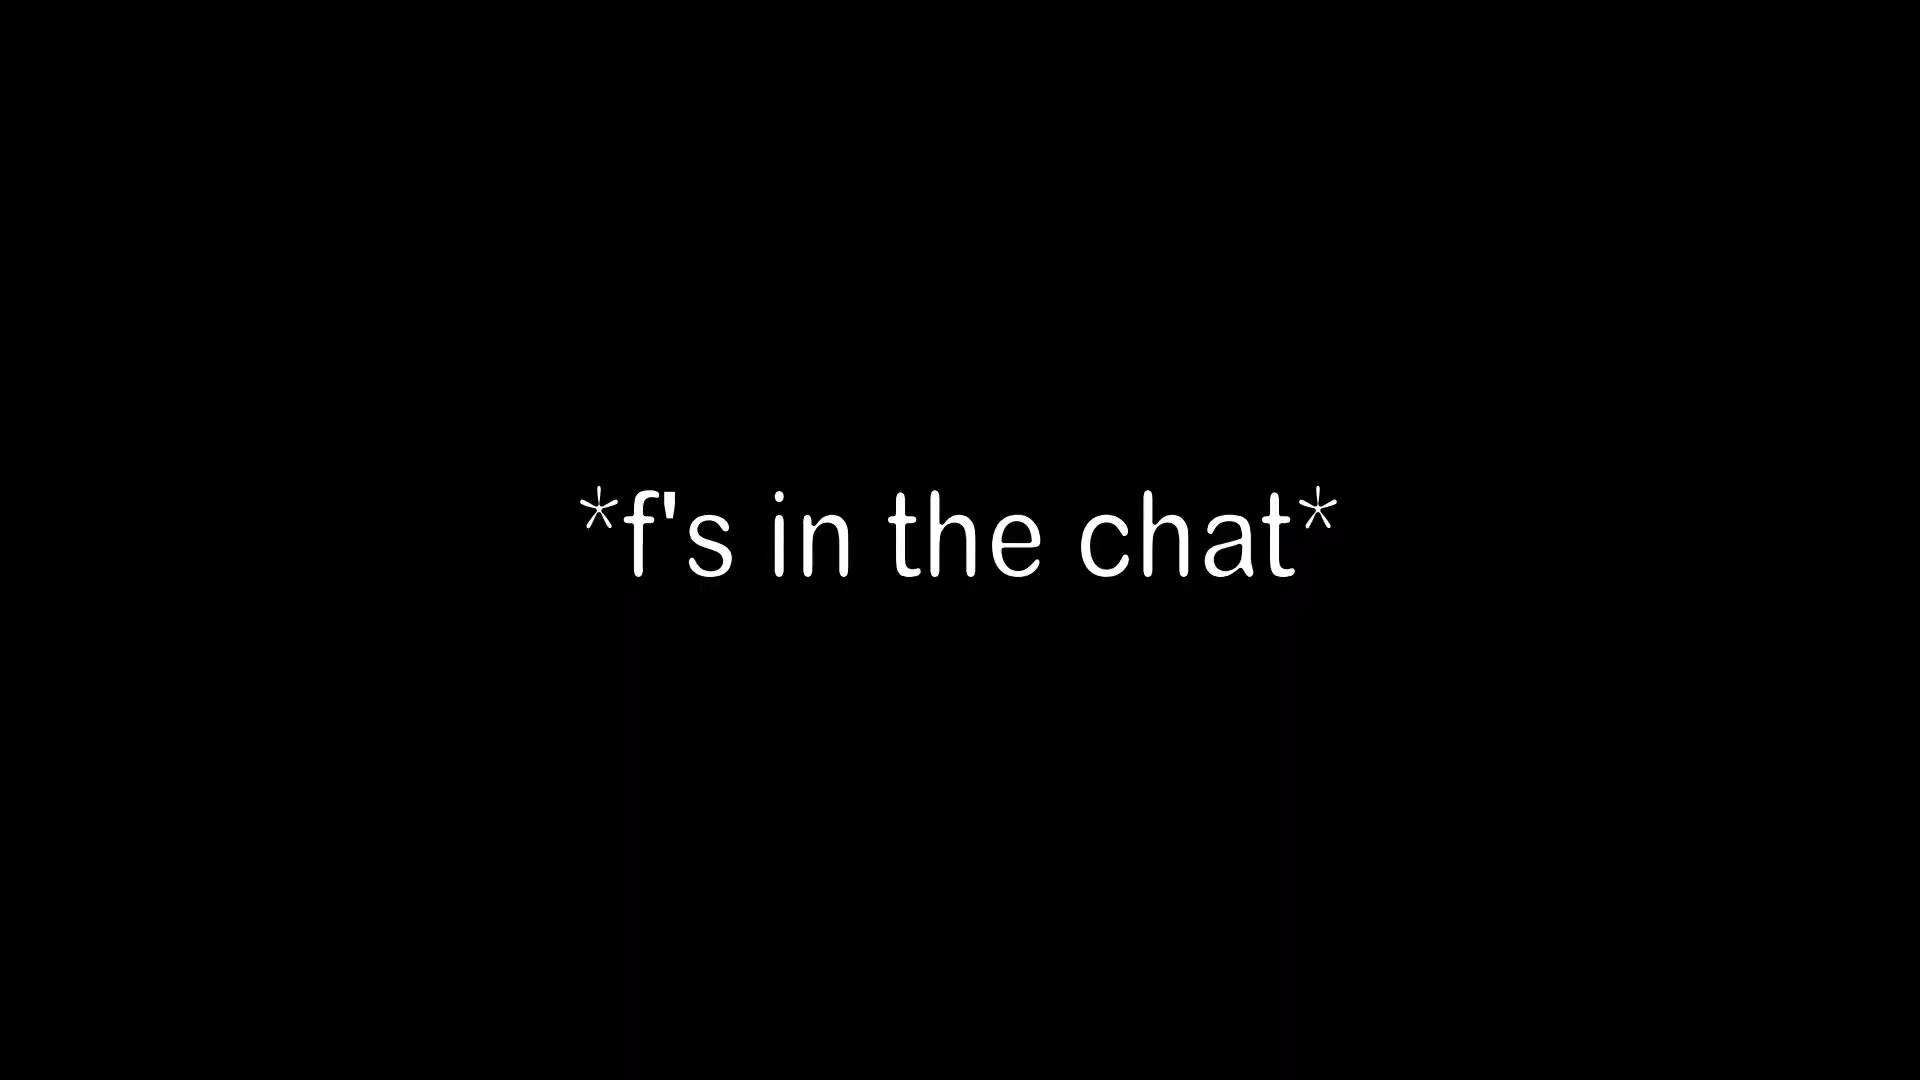 *f's in the chat*